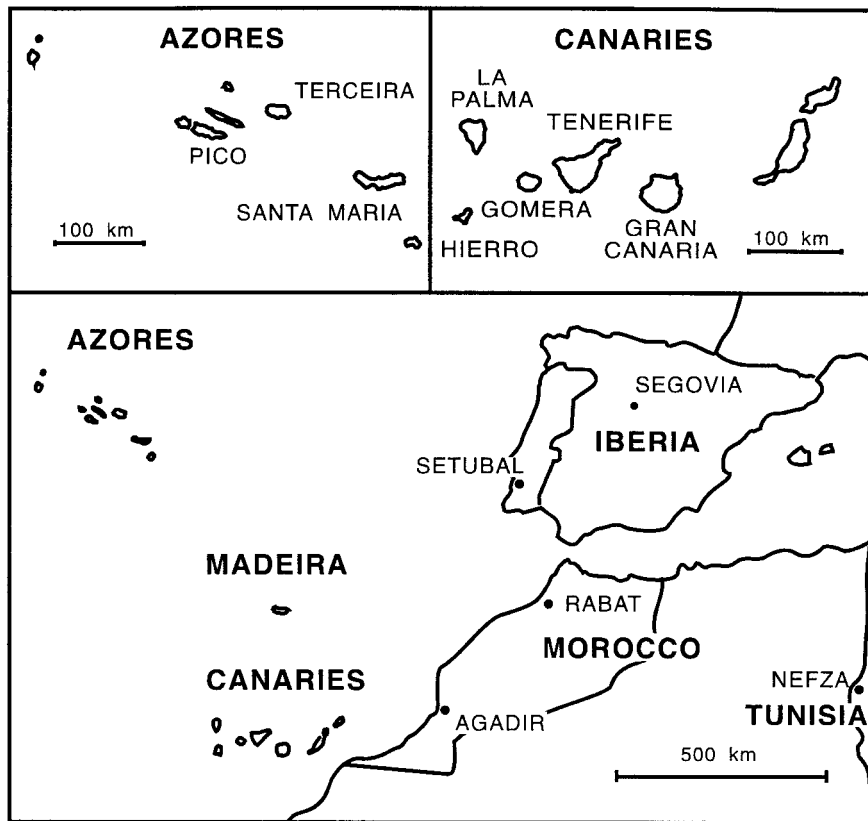 AZORES
TERCEIRA
PICO
SANTA MARIA
100 km
CANARIES
LA
PALMA
TENERIFE
GOMERA
HIERRO
GRAN
CANARIA
100 km
AZORES
SEGOVIA
IBERIA
SETUBAL
MADEIRA
RABAT
MOROCCO
CANARIES
NEFZA
AGADIR
TUNISIA
500 km